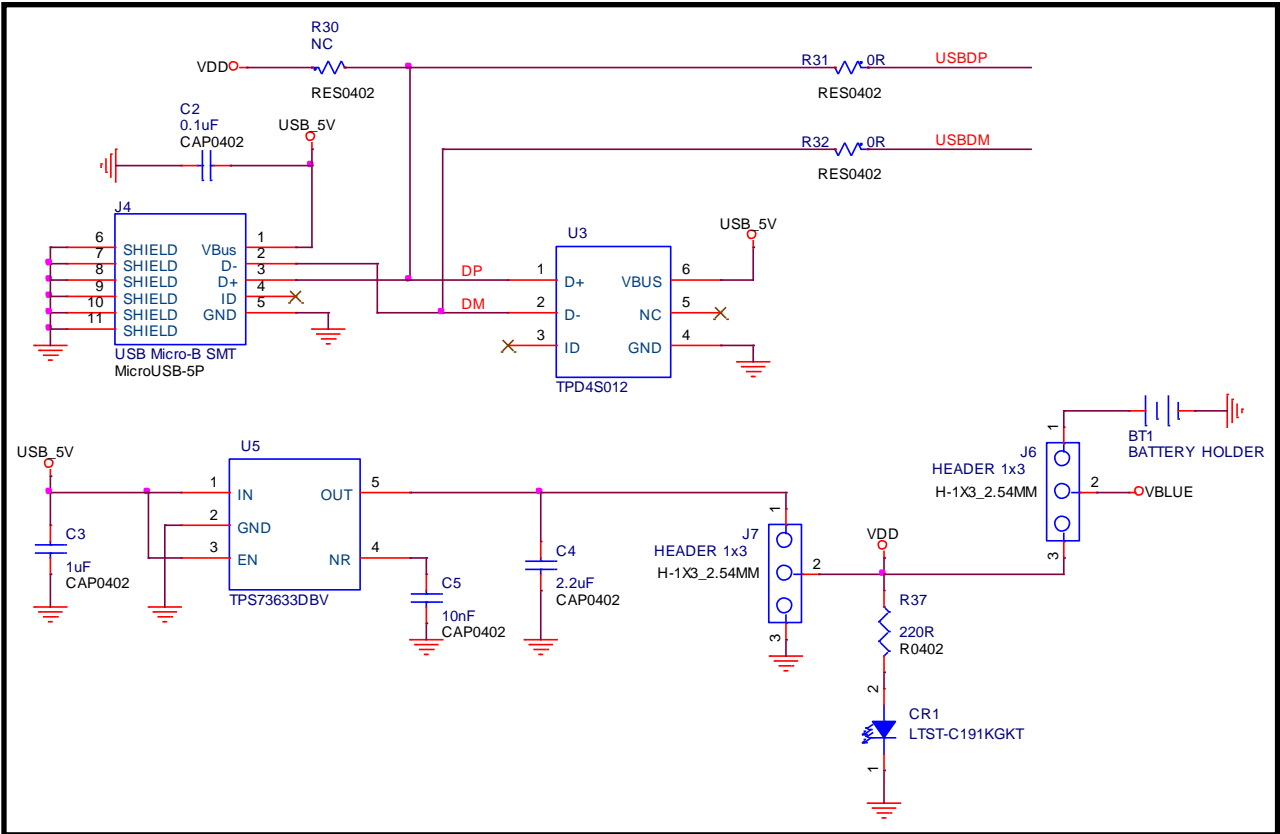 R30
NC
VDD
RES0402
R31
0R
USBDP
RES0402
C2
0.1uF
CAP0402
USB_5V
R32
0R
USBDM
RES0402
J4
6
7
8
9
10
11
SHIELD
SHIELD
SHIELD
SHIELD
SHIELD
SHIELD
VBus
D-
D+
ID
GND
1
2
3
4
5
USB Micro-B SMT
MicroUSB-5P
DP
DM
U3
1
2
3
D+
D-
ID
VBUS
NC
GND
6
5
4
TPD4S012
USB_5V
USB_5V
U5
1
2
3
IN
GND
EN
OUT
NR
5
4
TPS73633DBV
C3
1uF
CAP0402
C5
10nF
CAP0402
C4
2.2uF
CAP0402
J7
HEADER 1x3
H-1X3_2.54MM
1
2
3
VDD
R37
220R
R0402
2
CR1
LTST-C191KGKT
1
J6
HEADER 1x3
H-1X3_2.54MM
1
2
3
VBLUE
BT1
BATTERY HOLDER